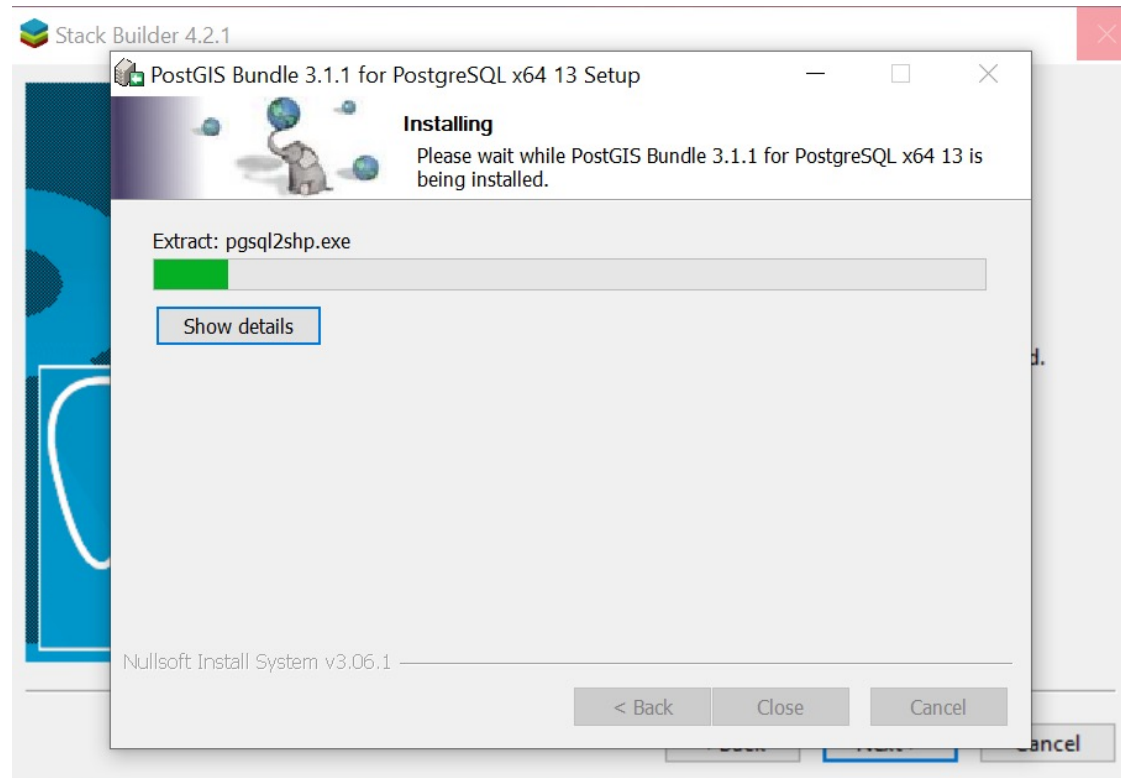 Stack Builder 4.2.1
PostGIS Bundle 3.1.1 for PostgreSQL x64 13 Setup
Installing
Please wait while PostGIS Bundle 3.1.1 for PostgreSQL x64 13 is
being installed.
Extract: pgsql2shp.exe
Show details
d.
Nullsoft Install System v3.06.1
< Back
Close
Cancel
Cancel